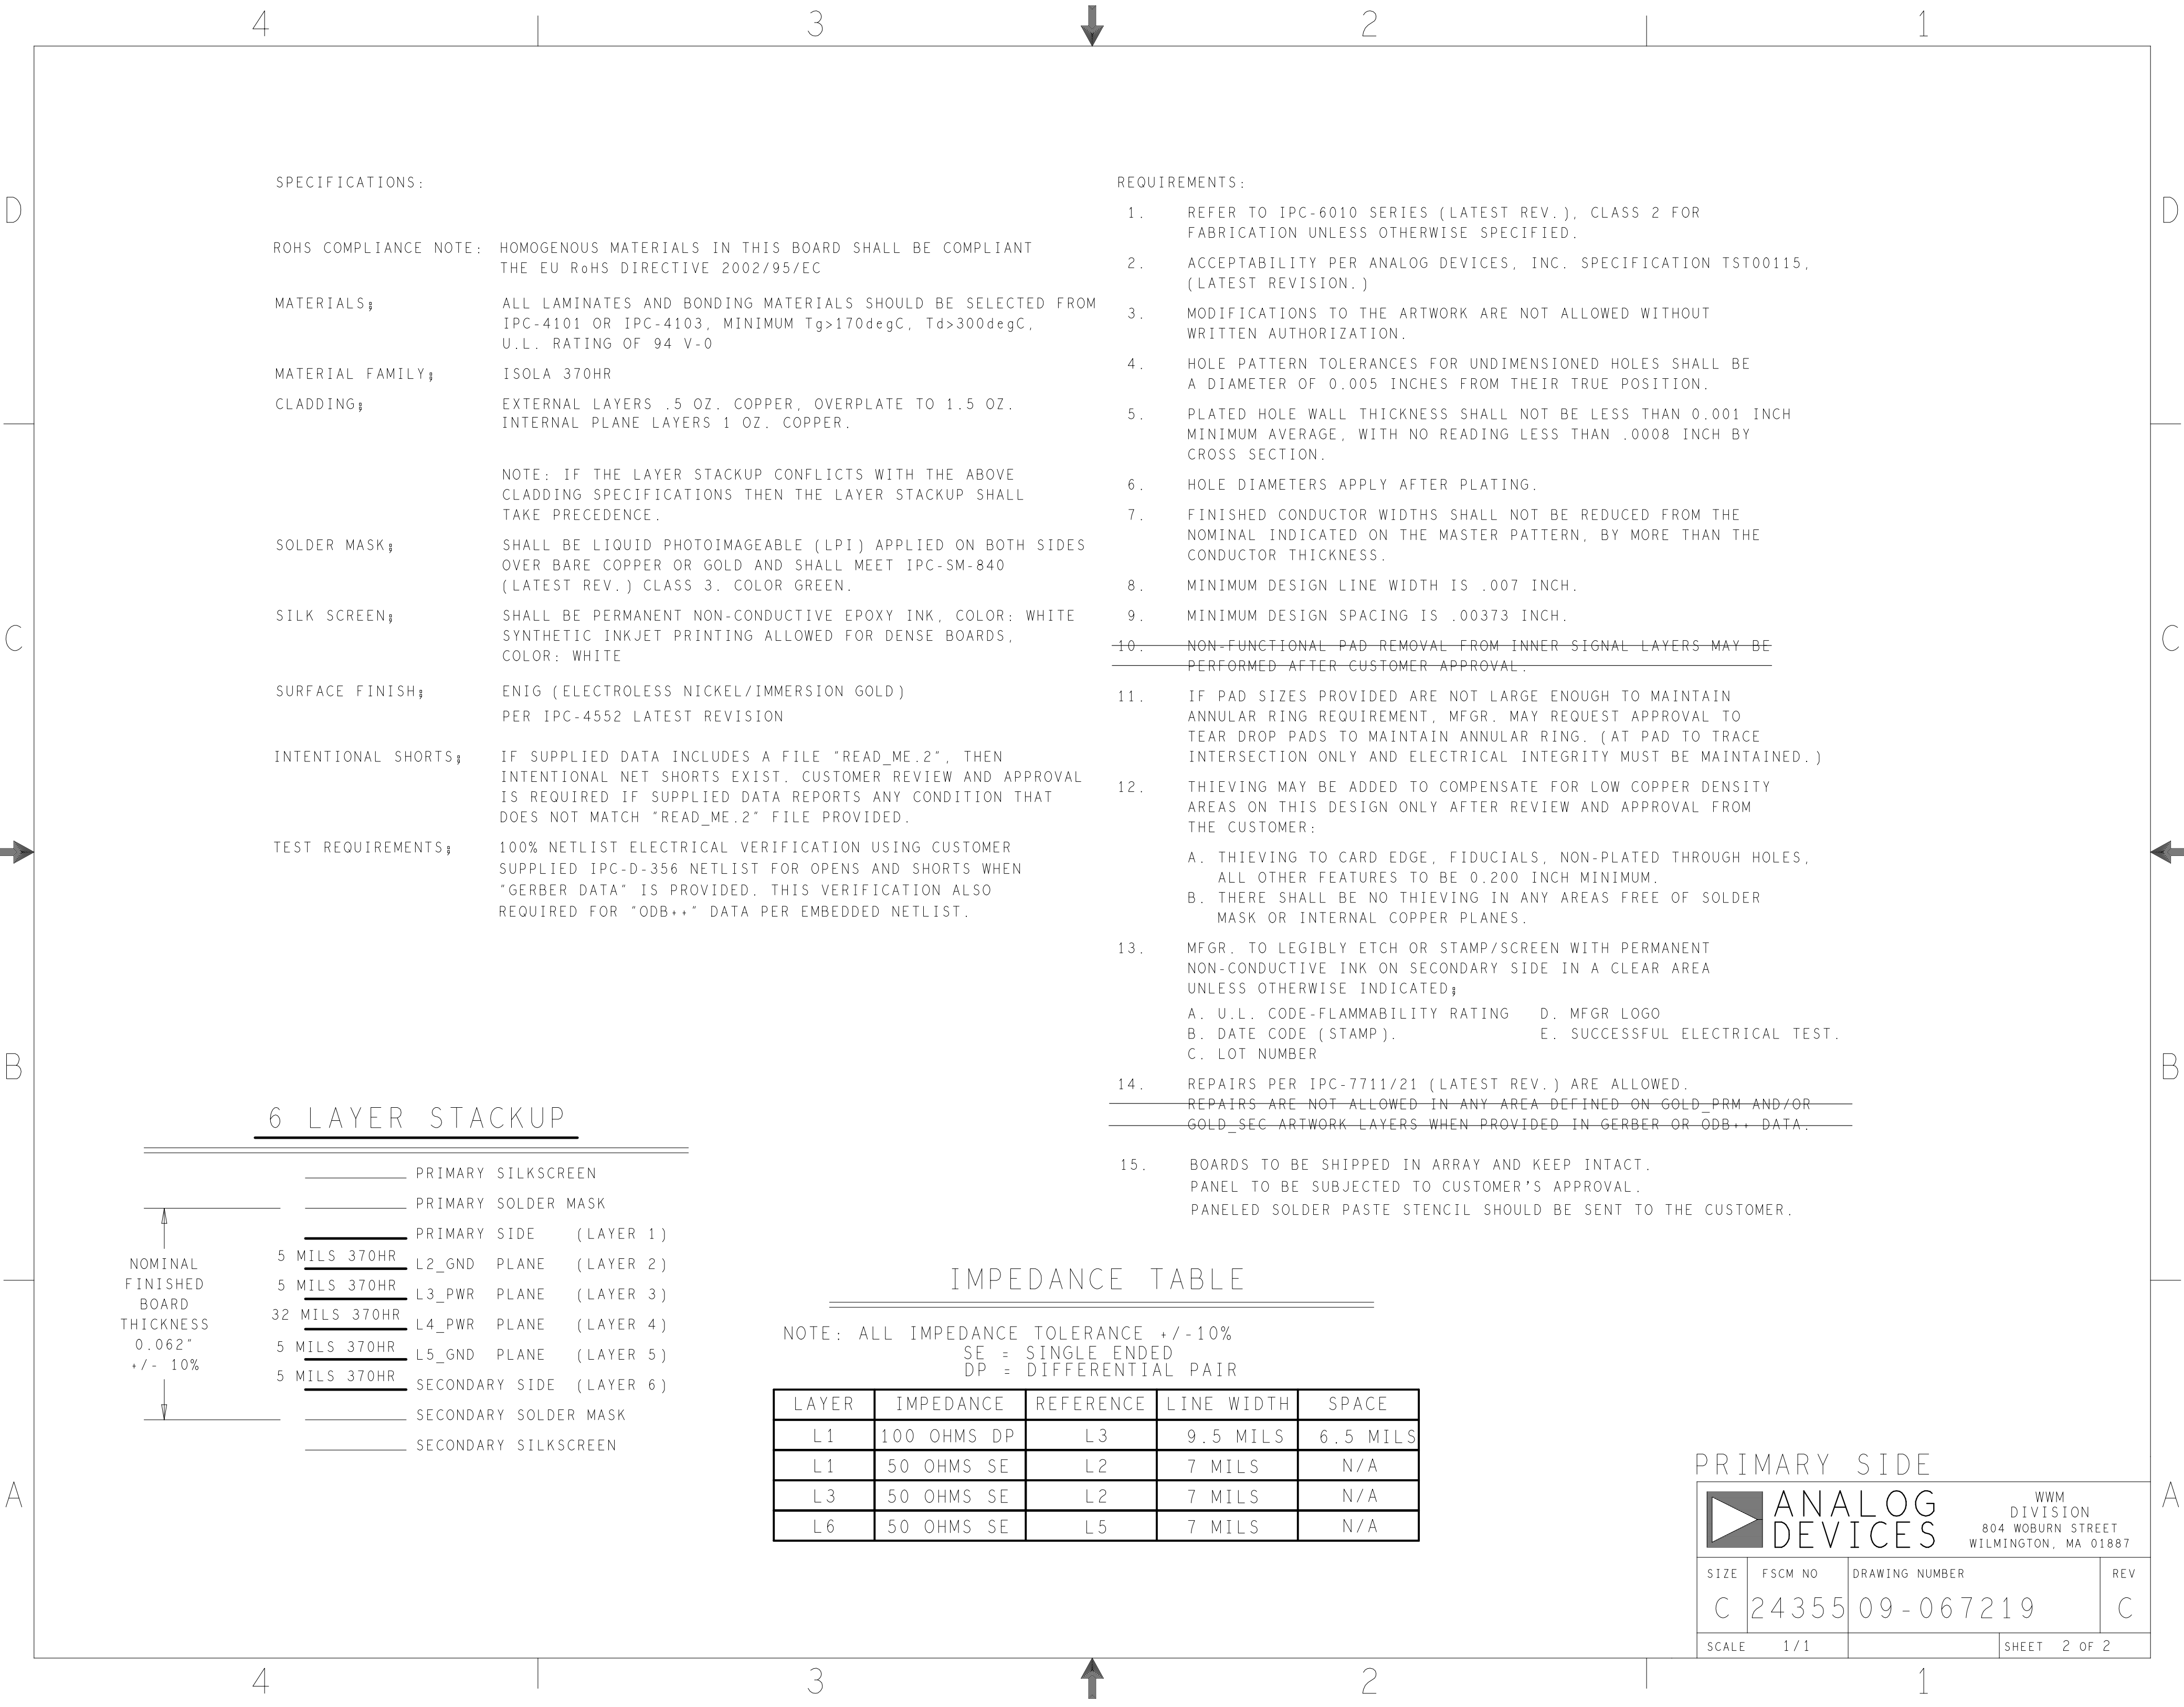 4 3 2 1
D
D
C
C
B
B
A
A
SPECIFICATIONS:
ROHS COMPLIANCE NOTE: HOMOGENOUS MATERIALS IN THIS BOARD SHALL BE COMPLIANT
THE EU RoHS DIRECTIVE 2002/95/EC
MATERIALS; ALL LAMINATES AND BONDING MATERIALS SHOULD BE SELECTED FROM
IPC-4101 OR IPC-4103, MINIMUM Tg>170degC, Td>300degC,
U.L. RATING OF 94 V-0
MATERIAL FAMILY; ISOLA 370HR
CLADDING; EXTERNAL LAYERS .5 OZ. COPPER, OVERPLATE TO 1.5 OZ.
INTERNAL PLANE LAYERS 1 OZ. COPPER.
NOTE: IF THE LAYER STACKUP CONFLICTS WITH THE ABOVE
CLADDING SPECIFICATIONS THEN THE LAYER STACKUP SHALL
TAKE PRECEDENCE.
SOLDER MASK; SHALL BE LIQUID PHOTOIMAGEABLE (LPI) APPLIED ON BOTH SIDES
OVER BARE COPPER OR GOLD AND SHALL MEET IPC-SM-840
(LATEST REV.) CLASS 3. COLOR GREEN.
SILK SCREEN; SHALL BE PERMANENT NON-CONDUCTIVE EPOXY INK, COLOR: WHITE
SYNTHETIC INKJET PRINTING ALLOWED FOR DENSE BOARDS,
COLOR: WHITE
SURFACE FINISH; ENIG (ELECTROLESS NICKEL/IMMERSION GOLD)
PER IPC-4552 LATEST REVISION
INTENTIONAL SHORTS; IF SUPPLIED DATA INCLUDES A FILE "READ_ME.2", THEN
INTENTIONAL NET SHORTS EXIST. CUSTOMER REVIEW AND APPROVAL
IS REQUIRED IF SUPPLIED DATA REPORTS ANY CONDITION THAT
DOES NOT MATCH "READ_ME.2" FILE PROVIDED.
TEST REQUIREMENTS; 100% NETLIST ELECTRICAL VERIFICATION USING CUSTOMER
SUPPLIED IPC-D-356 NETLIST FOR OPENS AND SHORTS WHEN
"GERBER DATA" IS PROVIDED. THIS VERIFICATION ALSO
REQUIRED FOR "ODB++" DATA PER EMBEDDED NETLIST.
REQUIREMENTS:
1. REFER TO IPC-6010 SERIES (LATEST REV.), CLASS 2 FOR
FABRICATION UNLESS OTHERWISE SPECIFIED.
2. ACCEPTABILITY PER ANALOG DEVICES, INC. SPECIFICATION TST00115,
(LATEST REVISION.)
3. MODIFICATIONS TO THE ARTWORK ARE NOT ALLOWED WITHOUT
WRITTEN AUTHORIZATION.
4. HOLE PATTERN TOLERANCES FOR UNDIMENSIONED HOLES SHALL BE
A DIAMETER OF 0.005 INCHES FROM THEIR TRUE POSITION.
5. PLATED HOLE WALL THICKNESS SHALL NOT BE LESS THAN 0.001 INCH
MINIMUM AVERAGE, WITH NO READING LESS THAN .0008 INCH BY
CROSS SECTION.
6. HOLE DIAMETERS APPLY AFTER PLATING.
7. FINISHED CONDUCTOR WIDTHS SHALL NOT BE REDUCED FROM THE
NOMINAL INDICATED ON THE MASTER PATTERN, BY MORE THAN THE
CONDUCTOR THICKNESS.
8. MINIMUM DESIGN LINE WIDTH IS .007 INCH.
9. MINIMUM DESIGN SPACING IS .00373 INCH.
10. NON-FUNCTIONAL PAD REMOVAL FROM INNER SIGNAL LAYERS MAY BE
PERFORMED AFTER CUSTOMER APPROVAL.
11. IF PAD SIZES PROVIDED ARE NOT LARGE ENOUGH TO MAINTAIN
ANNULAR RING REQUIREMENT, MFGR. MAY REQUEST APPROVAL TO
TEAR DROP PADS TO MAINTAIN ANNULAR RING. (AT PAD TO TRACE
INTERSECTION ONLY AND ELECTRICAL INTEGRITY MUST BE MAINTAINED.)
12. THIEVING MAY BE ADDED TO COMPENSATE FOR LOW COPPER DENSITY
AREAS ON THIS DESIGN ONLY AFTER REVIEW AND APPROVAL FROM
THE CUSTOMER:
A. THIEVING TO CARD EDGE, FIDUCIALS, NON-PLATED THROUGH HOLES,
ALL OTHER FEATURES TO BE 0.200 INCH MINIMUM.
B. THERE SHALL BE NO THIEVING IN ANY AREAS FREE OF SOLDER
MASK OR INTERNAL COPPER PLANES.
13. MFGR. TO LEGIBLY ETCH OR STAMP/SCREEN WITH PERMANENT
NON-CONDUCTIVE INK ON SECONDARY SIDE IN A CLEAR AREA
UNLESS OTHERWISE INDICATED;
A. U.L. CODE-FLAMMABILITY RATING D. MFGR LOGO
B. DATE CODE (STAMP). E. SUCCESSFUL ELECTRICAL TEST.
C. LOT NUMBER
14. REPAIRS PER IPC-7711/21 (LATEST REV.) ARE ALLOWED.
REPAIRS ARE NOT ALLOWED IN ANY AREA DEFINED ON GOLD_PRM AND/OR
GOLD_SEC ARTWORK LAYERS WHEN PROVIDED IN GERBER OR ODB++ DATA.
15. BOARDS TO BE SHIPPED IN ARRAY AND KEEP INTACT.
PANEL TO BE SUBJECTED TO CUSTOMER'S APPROVAL.
PANELED SOLDER PASTE STENCIL SHOULD BE SENT TO THE CUSTOMER.
6 LAYER STACKUP
PRIMARY SILKSCREEN
PRIMARY SOLDER MASK
PRIMARY SIDE (LAYER 1)
5 MILS 370HR
L2_GND PLANE (LAYER 2)
5 MILS 370HR
L3_PWR PLANE (LAYER 3)
32 MILS 370HR
L4_PWR PLANE (LAYER 4)
5 MILS 370HR
L5_GND PLANE (LAYER 5)
5 MILS 370HR
SECONDARY SIDE (LAYER 6)
SECONDARY SOLDER MASK
SECONDARY SILKSCREEN
NOMINAL
FINISHED
BOARD
THICKNESS
0.062"
+/- 10%
IMPEDANCE TABLE
NOTE: ALL IMPEDANCE TOLERANCE +/-10%
SE = SINGLE ENDED
DP = DIFFERENTIAL PAIR
LAYER IMPEDANCE REFERENCE LINE WIDTH SPACE
L1 100 OHMS DP L3 9.5 MILS 6.5 MILS
L1 50 OHMS SE L2 7 MILS N/A
L3 50 OHMS SE L2 7 MILS N/A
L6 50 OHMS SE L5 7 MILS N/A
PRIMARY SIDE
ANALOG
DEVICES
WWM
DIVISION
804 WOBURN STREET
WILMINGTON, MA 01887
SIZE FSCM NO DRAWING NUMBER REV
C 24355 09-067219 C
SCALE 1/1 SHEET 2 OF 2
4 3 2 1